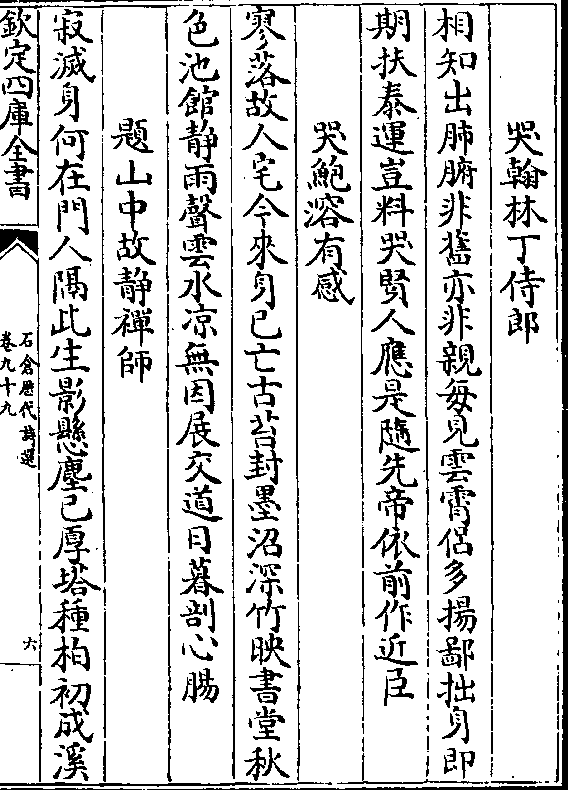 哭翰林丁侍郎
相知出肺腑非舊亦非親每見雲霄侶多揚鄙拙身即
期扶泰運豈料哭賢人應是隨先帝依前作近臣
哭鮑溶有感
寥落故人宅今來身已亡古苔封墨沼深竹映書堂秋
色池館静雨聲雲水凉無因展交道日暮剖心腸
題山中故静禪師
寂滅身何在門人隔此生影懸塵已厚塔種柏初成溪
欽定四庫全書
石倉歴代詩選
卷九十九
六